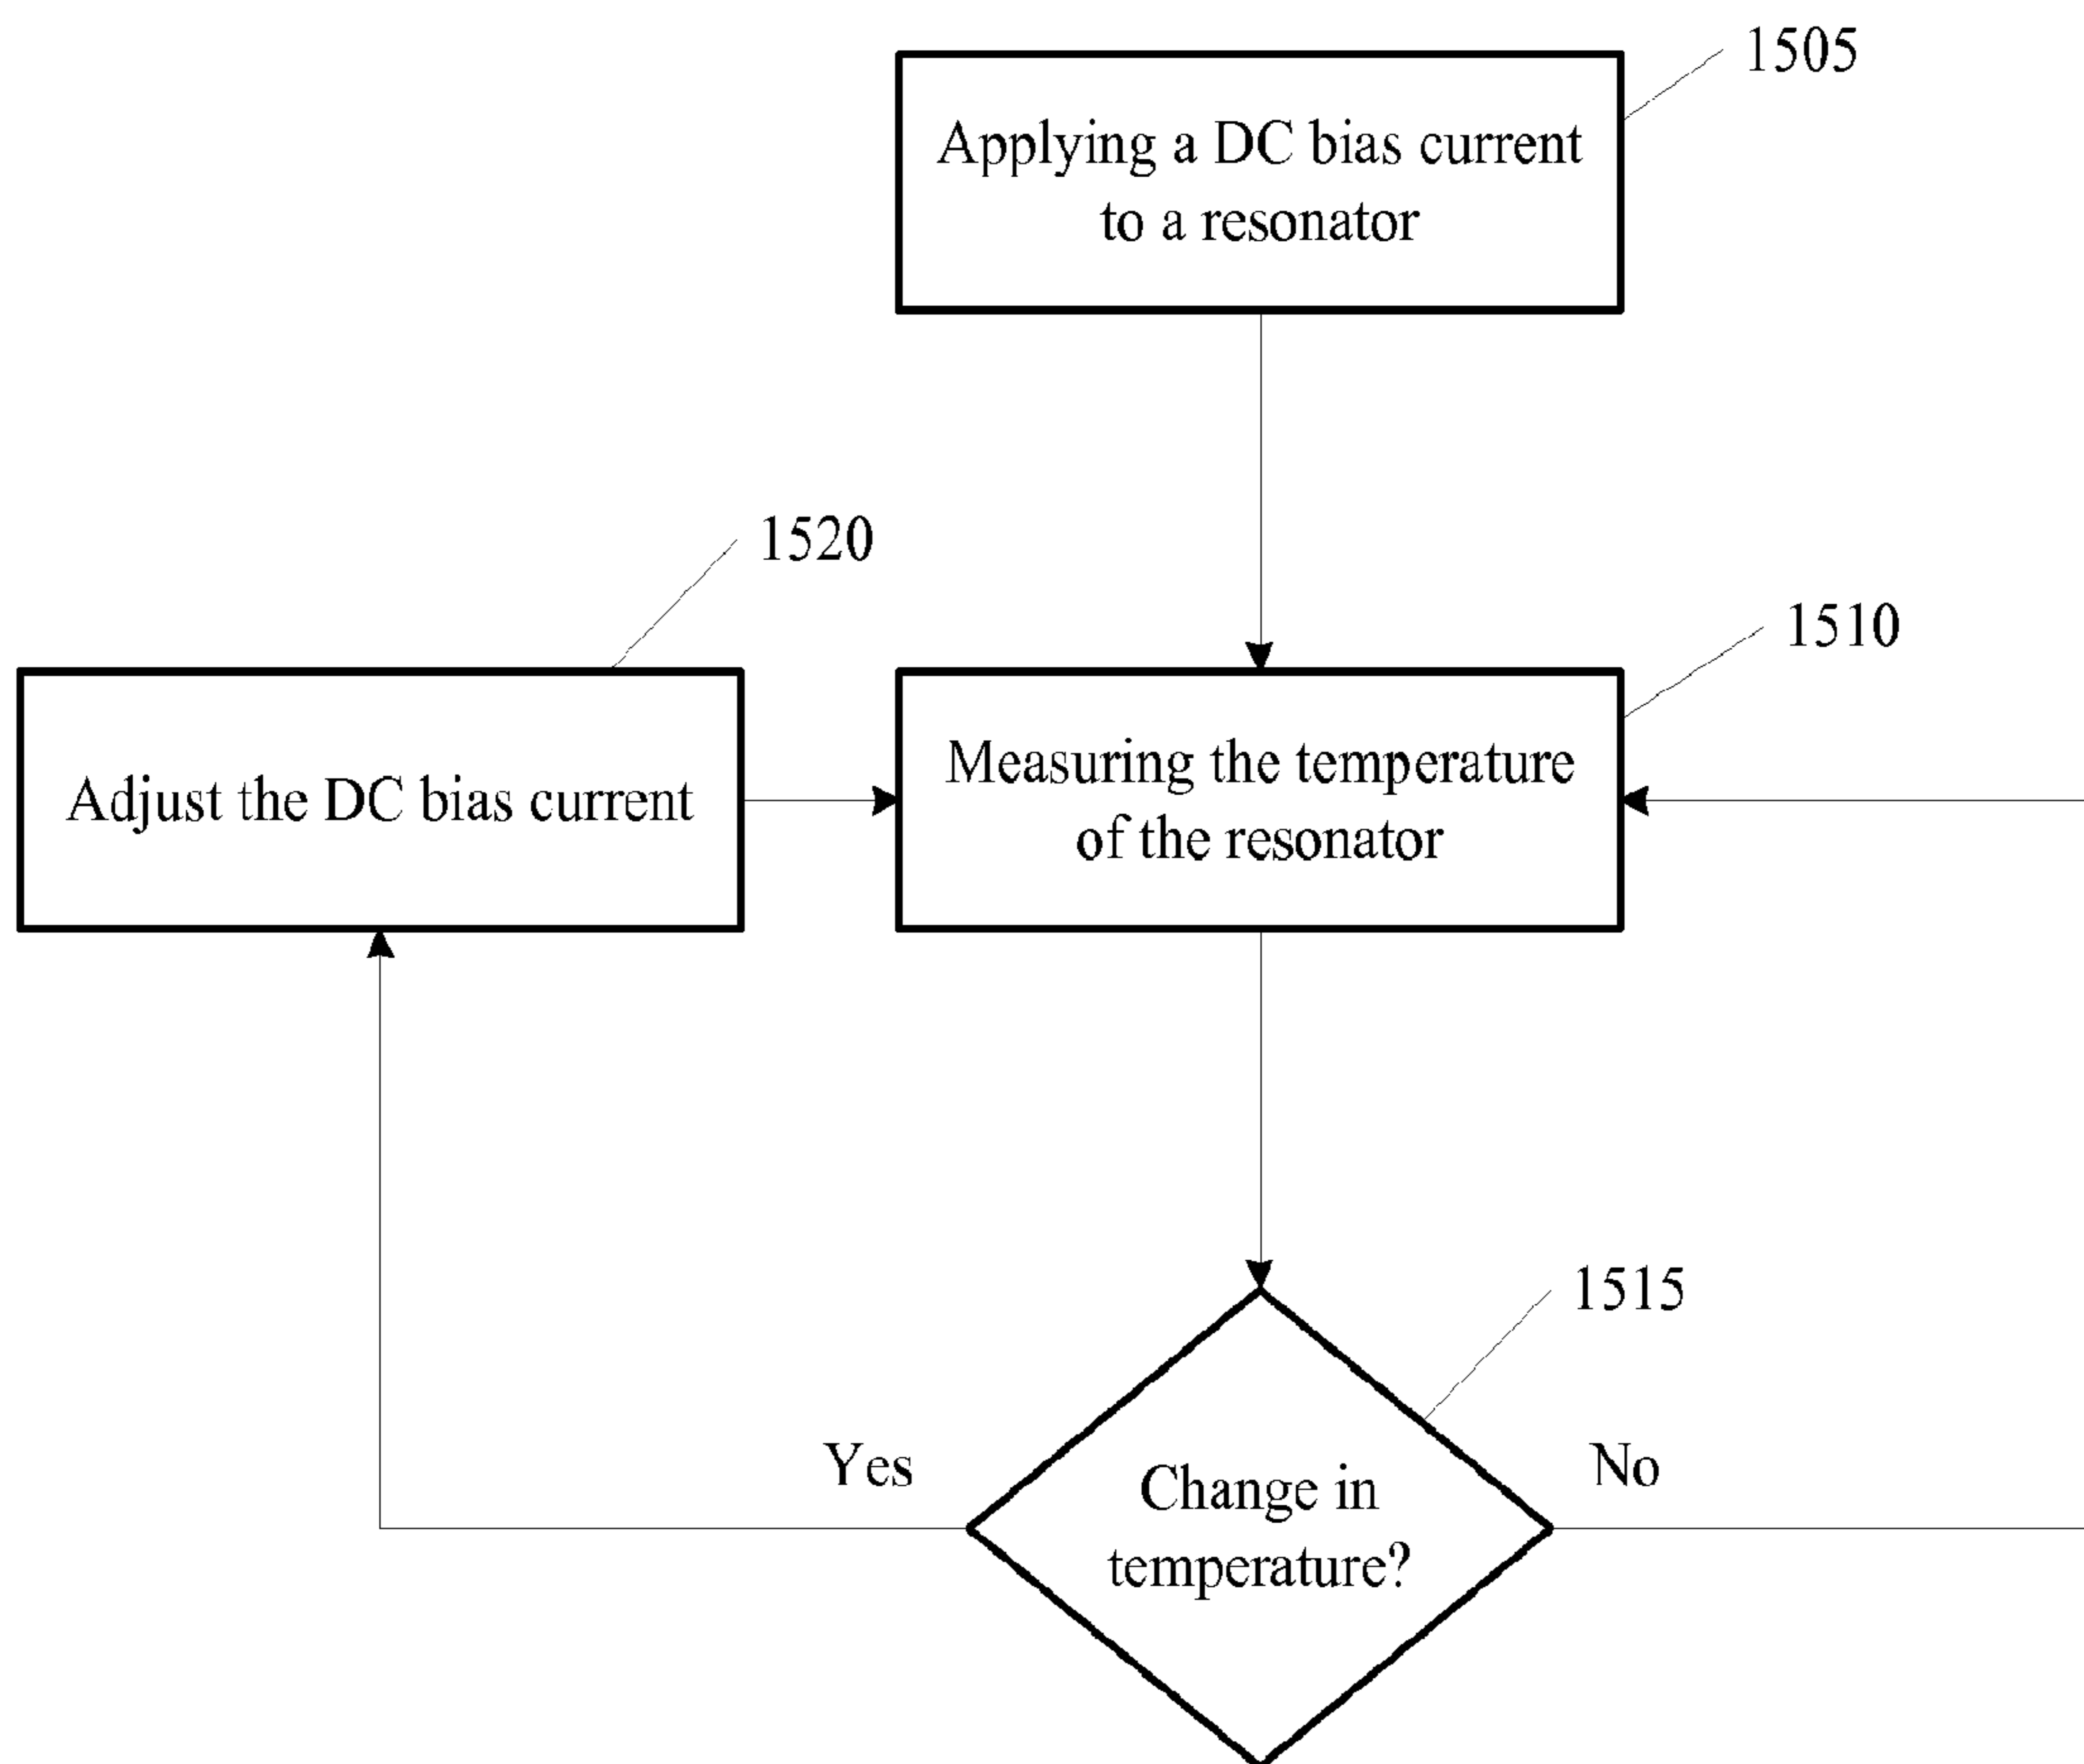 1505
Applying a DC bias current
to a resonator
1520
1510
Adjust the DC bias current
Measuring the temperature
of the resonator
1515
Yes
No
Change in
temperature?